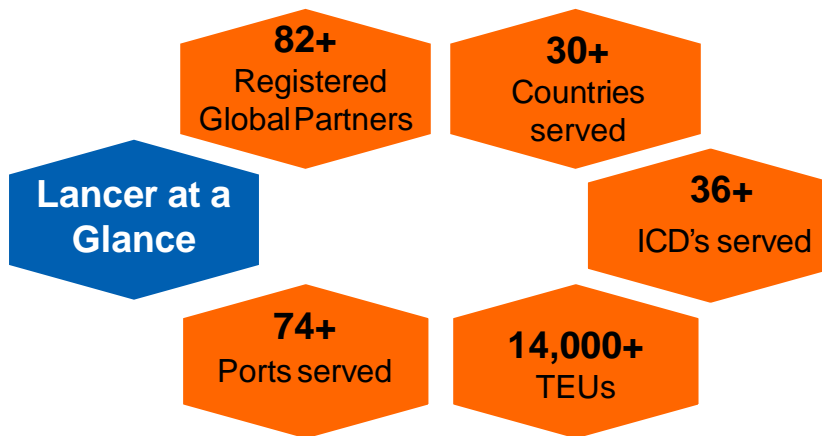 82+
Registered
Global Partners
30+
Countries
served
Lancer at a
Glance
36+
ICD's served
74+
Ports served
14,000+
TEUs